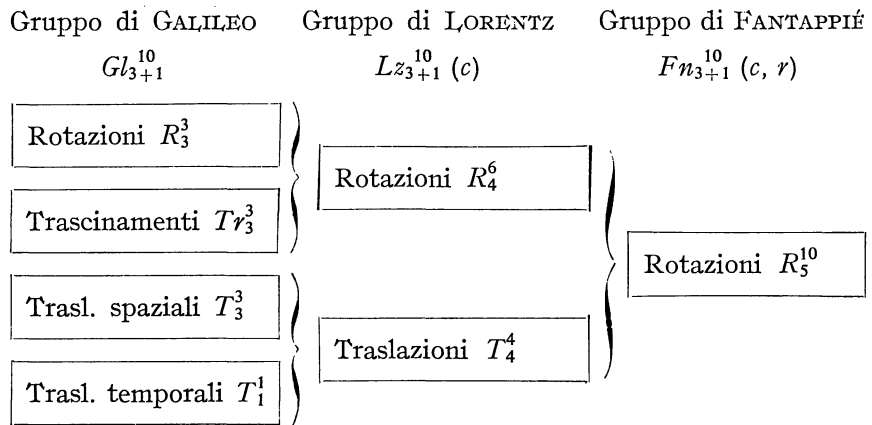 Gruppo di GALILEO Gruppo di LORENTZ Gruppo di FANTAPPIÉ
$Gl_{3+1}^{10}$ $Lz_{3+1}^{10}$ (c) $Fn_{3+1}^{10}$ (c, r)
Rotazioni $R_3^3$
Rotazioni $R_4^6$
Trascinamenti $Tr_3^3$
Rotazioni $R_5^{10}$
Trasl. spaziali $T_3^3$
Traslazioni $T_4^4$
Trasl. temporali $T_1^1$